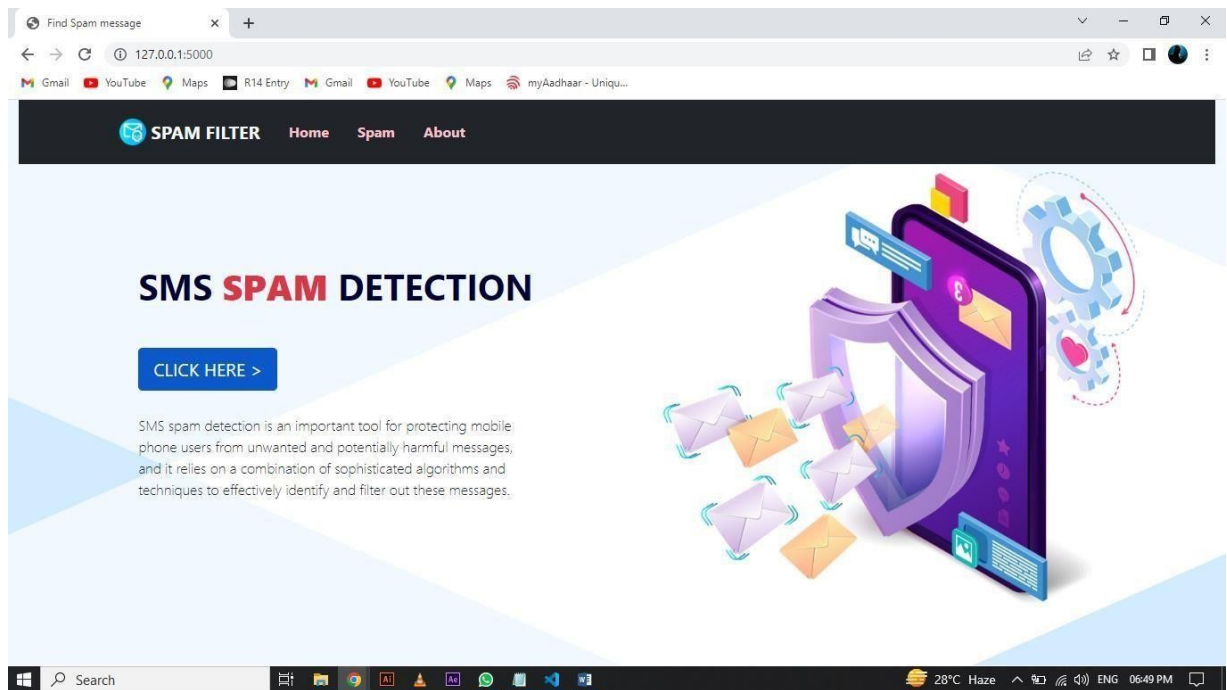 Find Spam message
127.0.0.1:5000
Gmail YouTube Maps R14 Entry Gmail YouTube Maps myAadhaar - Uniqu...
SPAM FILTER Home Spam About
SMS SPAM DETECTION
CLICK HERE >
SMS spam detection is an important tool for protecting mobile
phone users from unwanted and potentially harmful messages,
and it relies on a combination of sophisticated algorithms and
techniques to effectively identify and filter out these messages.
Search Ai Ae W 28°C Haze ENG 06:49 PM